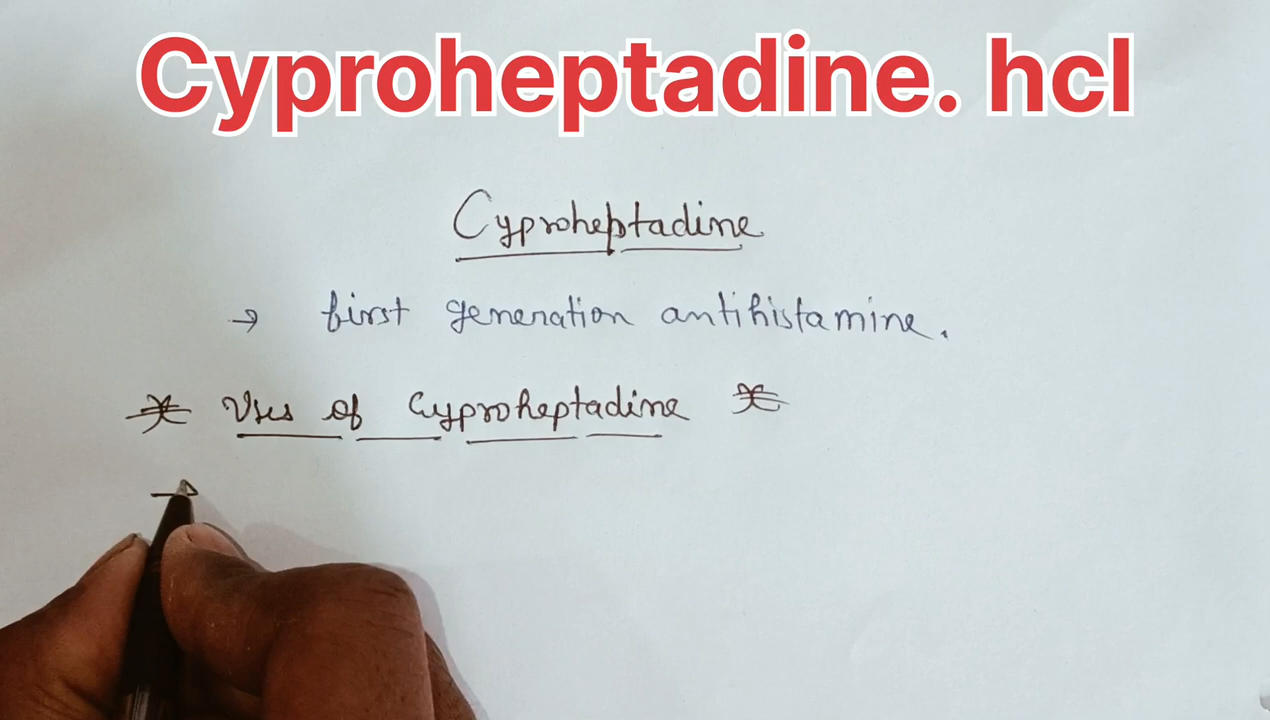 Cyproheptadine. hcl
Cyproheptadine
→ first generation antihistamine.
* Uses of Cyproheptadine *
→